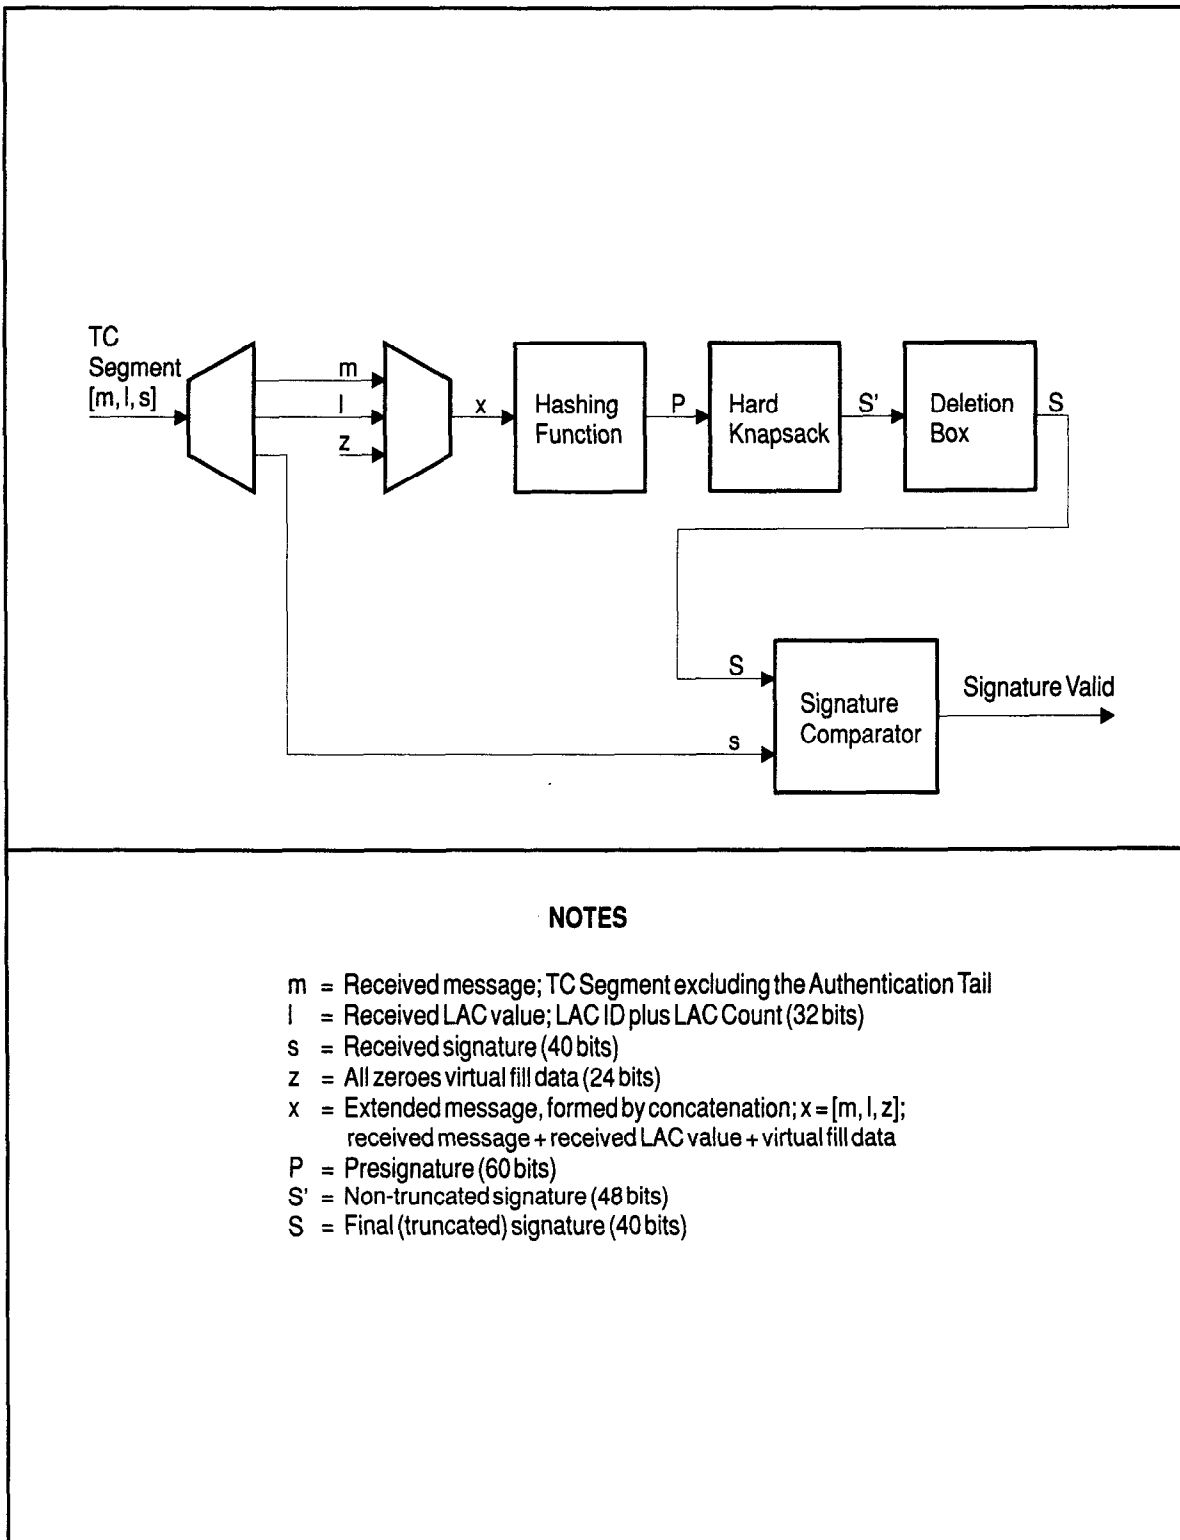 TC
Segment
[m, l, s]
m
l
z
x
Hashing
Function
P
Hard
Knapsack
S'
Deletion
Box
S
S
s
Signature
Comparator
Signature Valid
NOTES
m = Received message; TC Segment excluding the Authentication Tail
l = Received LAC value; LAC ID plus LAC Count (32 bits)
s = Received signature (40 bits)
z = All zeroes virtual fill data (24 bits)
x = Extended message, formed by concatenation; x = [m, l, z];
received message + received LAC value + virtual fill data
P = Presignature (60 bits)
S' = Non-truncated signature (48 bits)
S = Final (truncated) signature (40 bits)